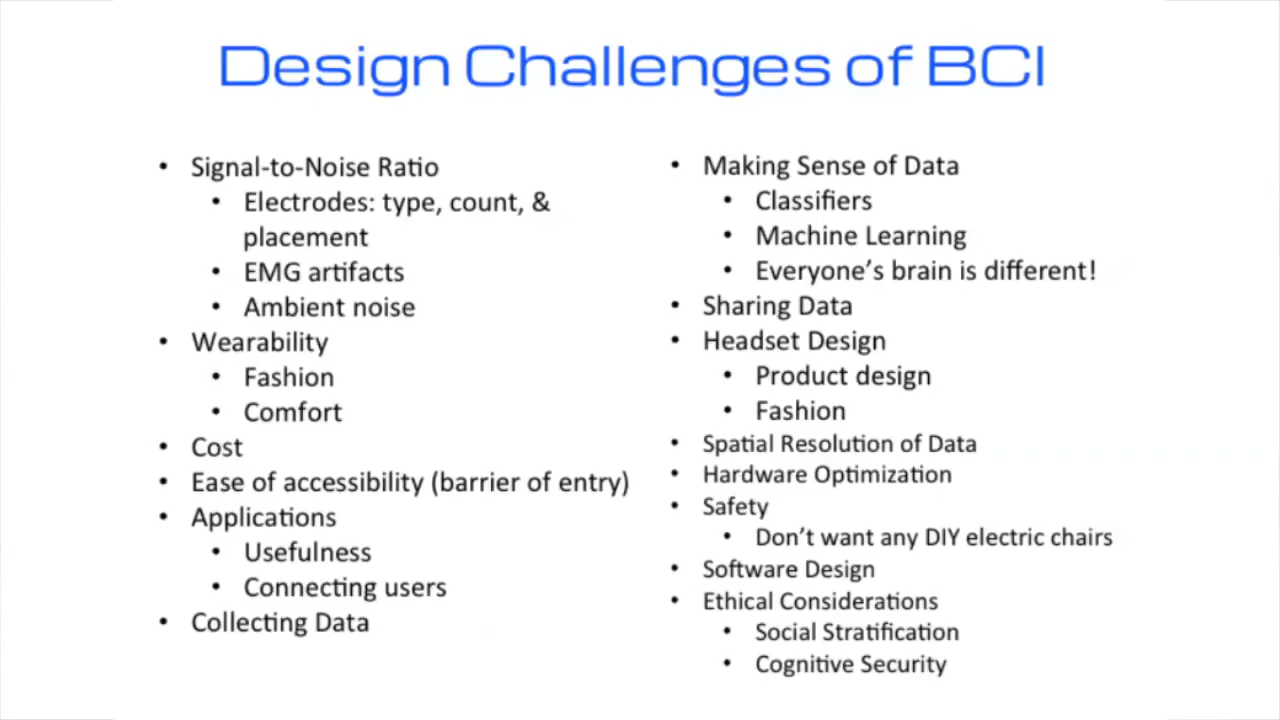 Design Challenges of BCI
• Signal-to-Noise Ratio
• Electrodes: type, count, &
placement
• EMG artifacts
• Ambient noise
• Wearability
• Fashion
• Comfort
• Cost
• Ease of accessibility (barrier of entry)
• Applications
• Usefulness
• Connecting users
• Collecting Data
• Making Sense of Data
• Classifiers
• Machine Learning
• Everyone’s brain is different!
• Sharing Data
• Headset Design
• Product design
• Fashion
• Spatial Resolution of Data
• Hardware Optimization
• Safety
• Don’t want any DIY electric chairs
• Software Design
• Ethical Considerations
• Social Stratification
• Cognitive Security